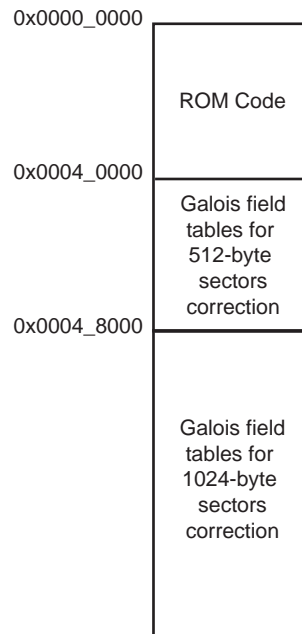 0x0000_0000
ROM Code
0x0004_0000
Galois field
tables for
512-byte
sectors
correction
0x0004_8000
Galois field
tables for
1024-byte
sectors
correction